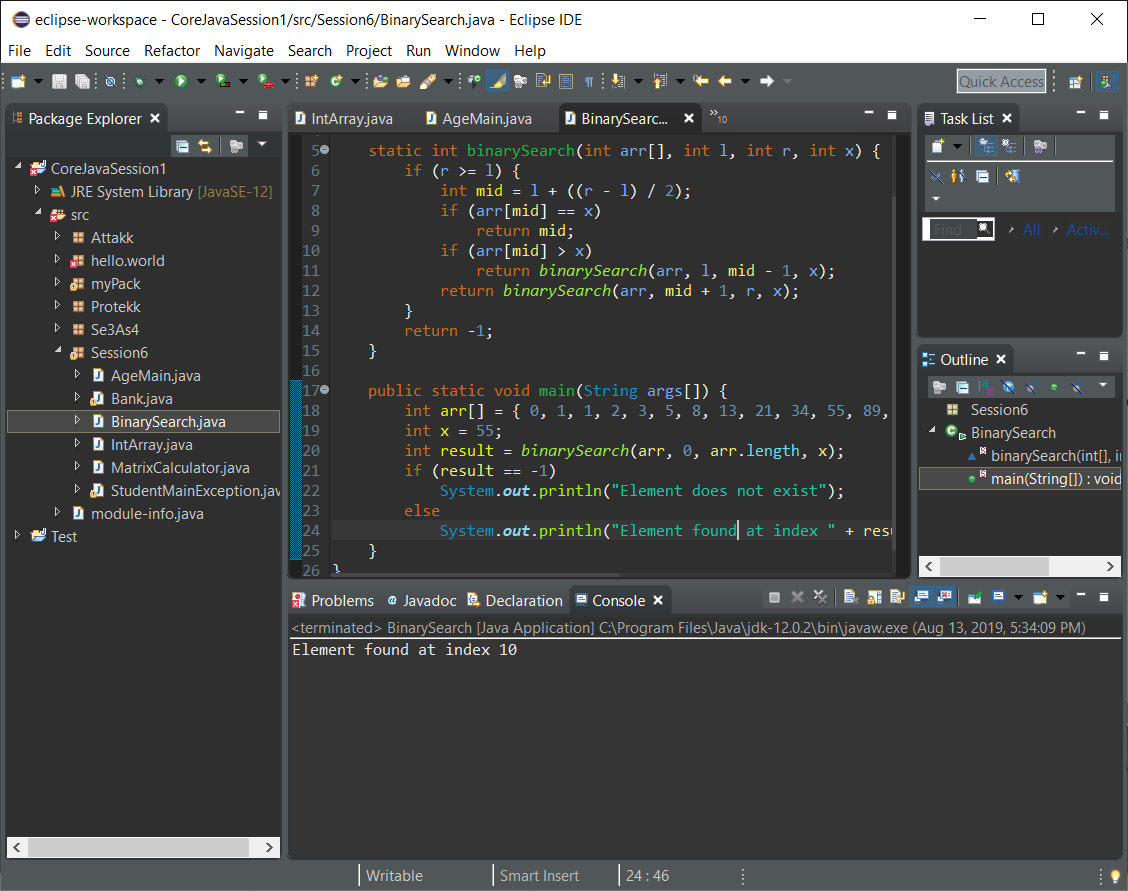 eclipse-workspace - CoreJavaSession1/src/Session6/BinarySearch.java - Eclipse IDE
File Edit Source Refactor Navigate Search Project Run Window Help
Quick Access
Package Explorer
CoreJavaSession1
JRE System Library [JavaSE-12]
src
Attakk
hello.world
myPack
Protekk
Se3As4
Session6
AgeMain.java
Bank.java
BinarySearch.java
IntArray.java
MatrixCalculator.java
StudentMainException.jav
module-info.java
Test
IntArray.java AgeMain.java BinarySearc... »10
5 static int binarySearch(int arr[], int l, int r, int x) {
6 if (r >= l) {
7 int mid = l + ((r - l) / 2);
8 if (arr[mid] == x)
9 return mid;
10 if (arr[mid] > x)
11 return binarySearch(arr, l, mid - 1, x);
12 return binarySearch(arr, mid + 1, r, x);
13 }
14 return -1;
15 }
16
17 public static void main(String args[]) {
18 int arr[] = { 0, 1, 1, 2, 3, 5, 8, 13, 21, 34, 55, 89,
19 int x = 55;
20 int result = binarySearch(arr, 0, arr.length, x);
21 if (result == -1)
22 System.out.println("Element does not exist");
23 else
24 System.out.println("Element found at index " + resu
25 }
26 }
Task List
Find All Activ...
Outline
Session6
BinarySearch
binarySearch(int[], in
main(String[]) : void
Problems @ Javadoc Declaration Console
<terminated> BinarySearch [Java Application] C:\Program Files\Java\jdk-12.0.2\bin\javaw.exe (Aug 13, 2019, 5:34:09 PM)
Element found at index 10
Writable Smart Insert 24 : 46